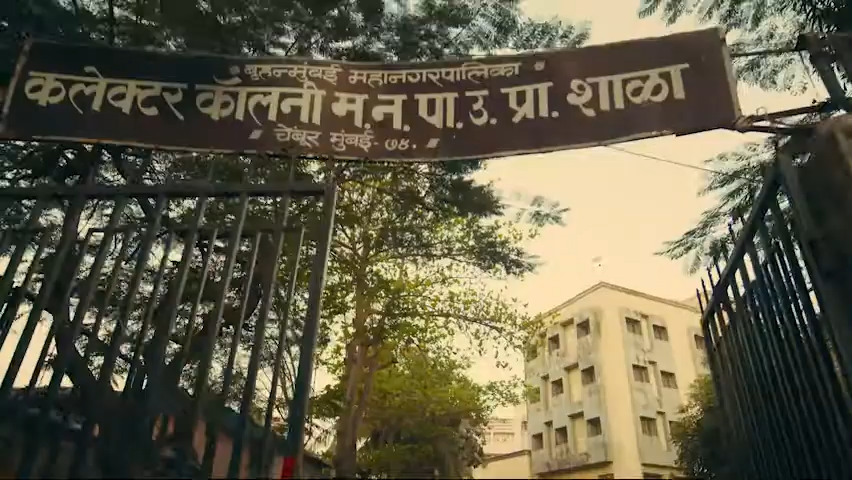 बृहन्मुंबई महानगरपालिका
कलेक्टर कॉलनी म.न.पा.उ.प्रा. शाळा
चेंबूर मुंबई-७४.